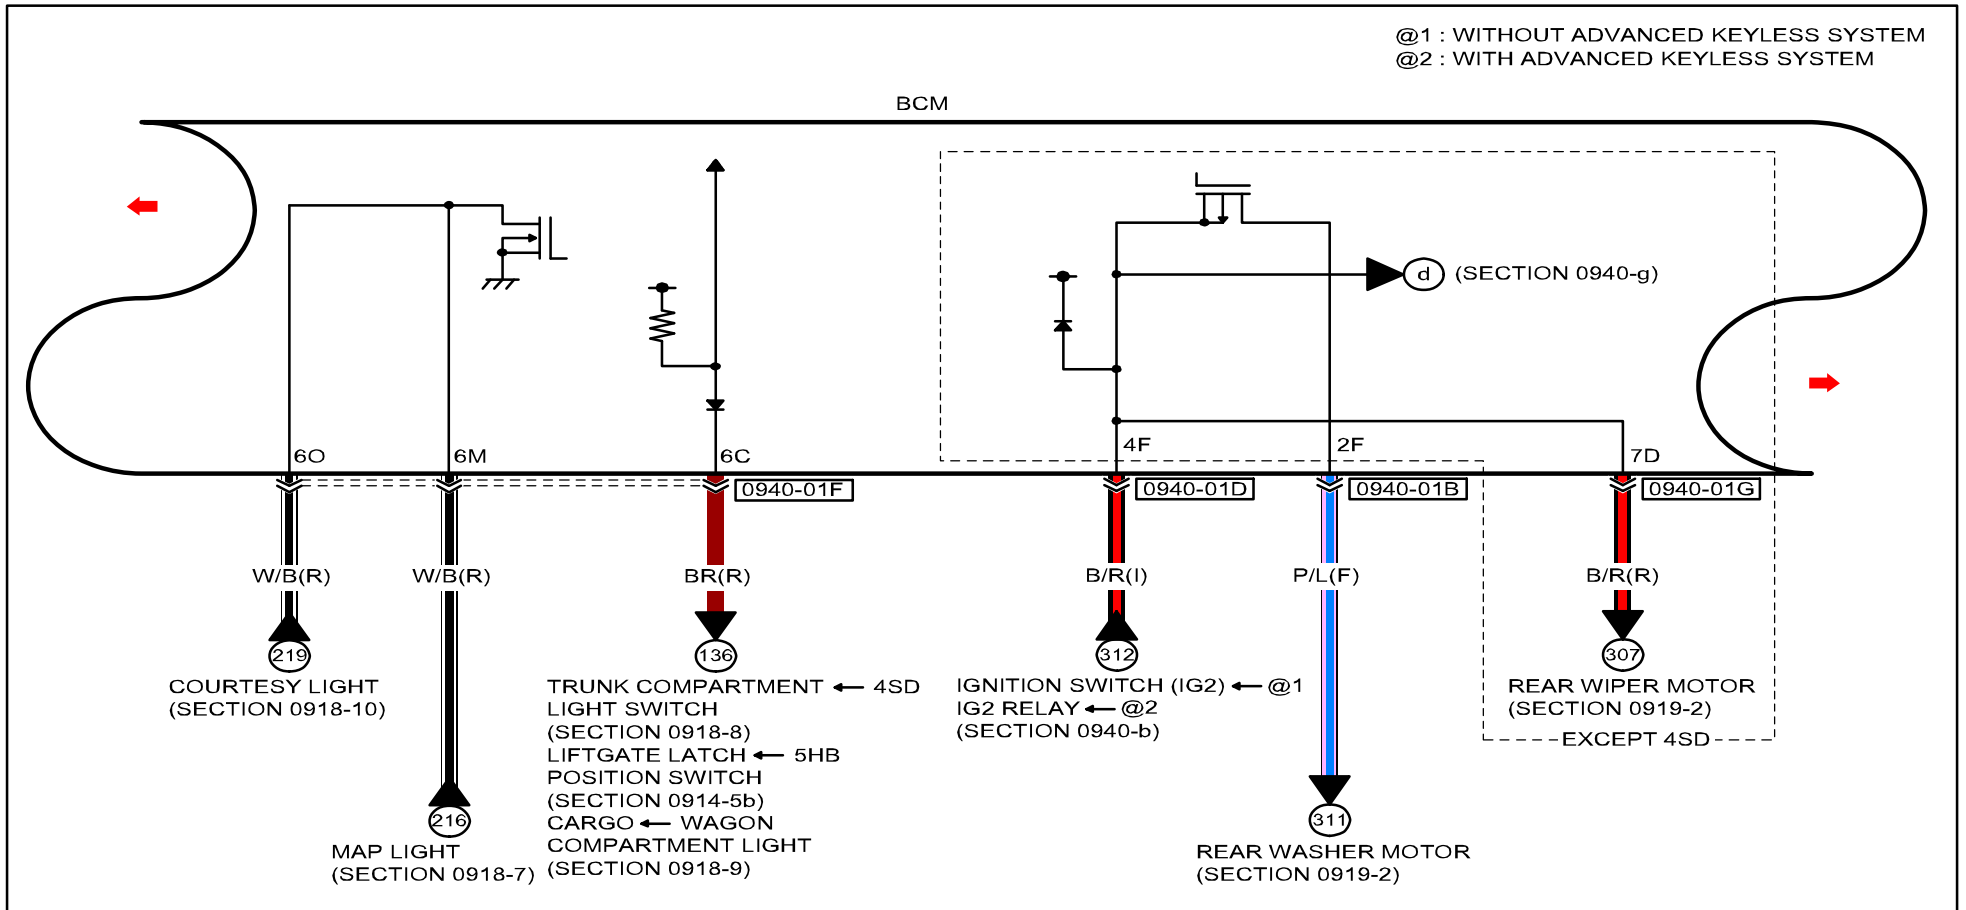 @1 : WITHOUT ADVANCED KEYLESS SYSTEM
@2 : WITH ADVANCED KEYLESS SYSTEM
BCM
d (SECTION 0940-g)
6O
6M
6C
4F
2F
7D
0940-01F
0940-01D
0940-01B
0940-01G
W/B(R)
W/B(R)
BR(R)
B/R(I)
P/L(F)
B/R(R)
219
COURTESY LIGHT
(SECTION 0918-10)
216
MAP LIGHT
(SECTION 0918-7)
136
TRUNK COMPARTMENT ← 4SD
LIGHT SWITCH
(SECTION 0918-8)
LIFTGATE LATCH ← 5HB
POSITION SWITCH
(SECTION 0914-5b)
CARGO ← WAGON
COMPARTMENT LIGHT
(SECTION 0918-9)
312
IGNITION SWITCH (IG2) ← @1
IG2 RELAY ← @2
(SECTION 0940-b)
311
REAR WASHER MOTOR
(SECTION 0919-2)
307
REAR WIPER MOTOR
(SECTION 0919-2)
EXCEPT 4SD